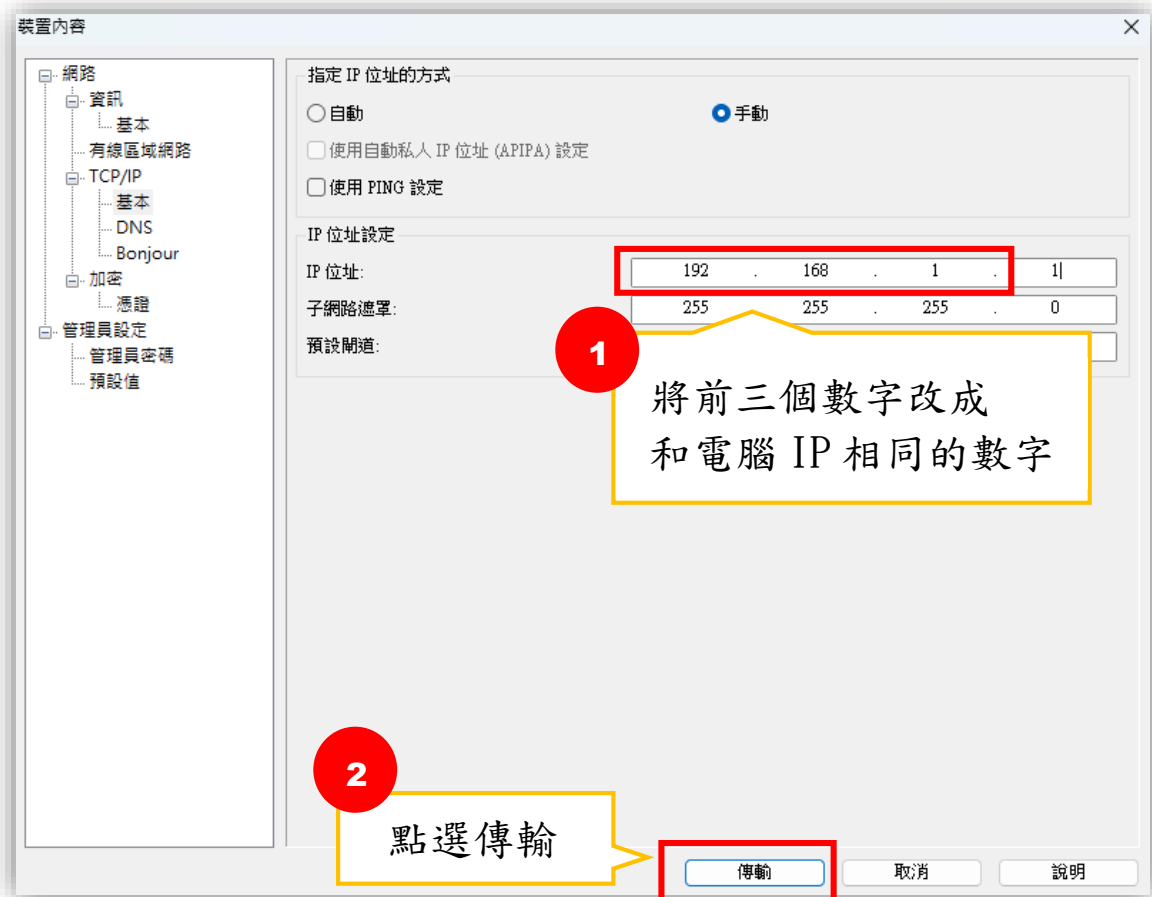 裝置內容
網路
資訊
基本
有線區域網路
TCP/IP
基本
DNS
Bonjour
加密
憑證
管理員設定
管理員密碼
預設值
指定 IP 位址的方式
自動
手動
使用自動私人 IP 位址 (APIPA) 設定
使用 PING 設定
IP 位址設定
IP 位址: 192 . 168 . 1 . 1
子網路遮罩: 255 255 . 255 . 0
預設閘道:
1
將前三個數字改成
和電腦 IP 相同的數字
2
點選傳輸
傳輸 取消 說明